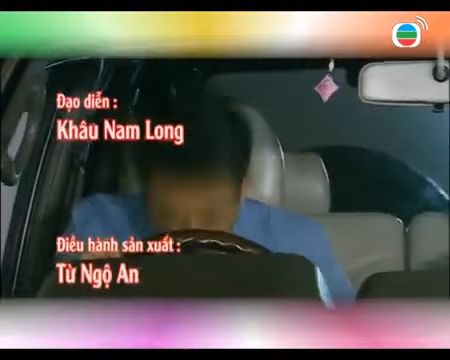 Đạo diễn :
Khâu Nam Long
Điều hành sản xuất :
Từ Ngộ An